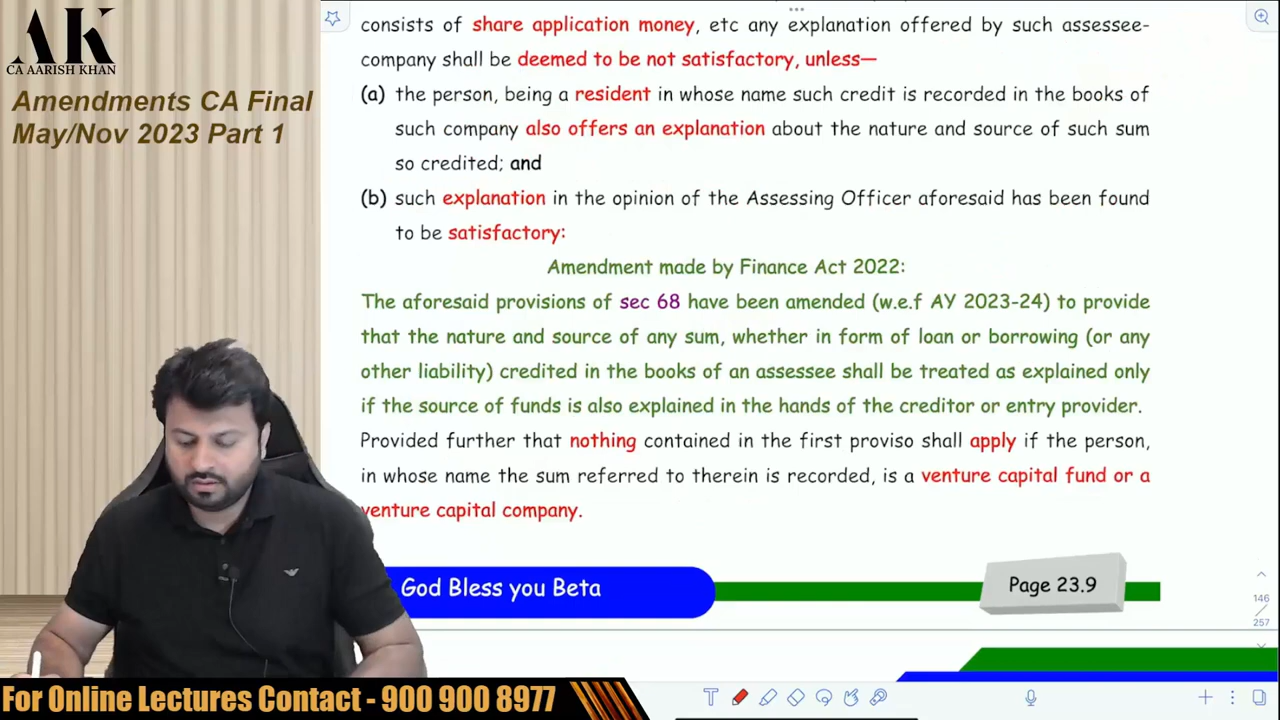 AK
CA AARISH KHAN
Amendments CA Final
May/Nov 2023 Part 1
consists of share application money, etc any explanation offered by such assessee-
company shall be deemed to be not satisfactory, unless—
(a) the person, being a resident in whose name such credit is recorded in the books of
such company also offers an explanation about the nature and source of such sum
so credited; and
(b) such explanation in the opinion of the Assessing Officer aforesaid has been found
to be satisfactory:
Amendment made by Finance Act 2022:
The aforesaid provisions of sec 68 have been amended (w.e.f AY 2023-24) to provide
that the nature and source of any sum, whether in form of loan or borrowing (or any
other liability) credited in the books of an assessee shall be treated as explained only
if the source of funds is also explained in the hands of the creditor or entry provider.
Provided further that nothing contained in the first proviso shall apply if the person,
in whose name the sum referred to therein is recorded, is a venture capital fund or a
venture capital company.
God Bless you Beta
Page 23.9
146
/
257
For Online Lectures Contact - 900 900 8977